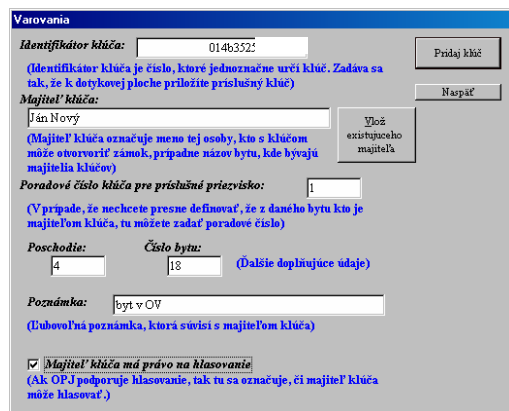 Varovania
Identifikátor kľúča:
014b3525
Pridaj kľúč
(Identifikátor kľúča je číslo, ktoré jednoznačne určí kľúč. Zadáva sa
tak, že k dotykovej ploche priložíte príslušný kľúč)
Naspäť
Majiteľ kľúča:
Ján Nový
Vlož
existujuceho
majiteľa
(Majiteľ kľúča označuje meno tej osoby, kto s kľúčom
môže otvorvoriť zámok, prípadne názov bytu, kde bývajú
majitelia kľúčov)
Poradové číslo kľúča pre príslušné priezvisko:
1
(V prípade, že nechcete presne definovať, že z daného bytu kto je
majiteľom kľúča, tu môžete zadať poradové číslo)
Poschodie: Číslo bytu:
4 18 (Ďalšie doplňujúce údaje)
Poznámka: byt v OV
(Ľubovoľná poznámka, ktorá súvisí s majiteľom kľúča)
Majiteľ kľúča má právo na hlasovanie
(Ak OPJ podporuje hlasovanie, tak tu sa označuje, či majiteľ kľúča
môže hlasovať.)